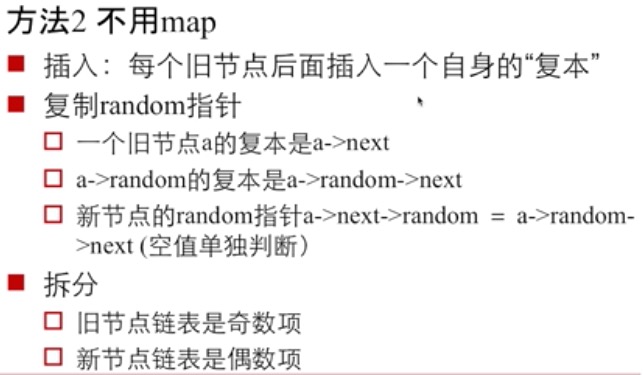 方法2 不用map
插入：每个旧节点后面插入一个自身的“复本”
复制random指针
一个旧节点a的复本是a->next
a->random的复本是a->random->next
新节点的random指针a->next->random = a->random-
>next (空值单独判断）
拆分
旧节点链表是奇数项
新节点链表是偶数项